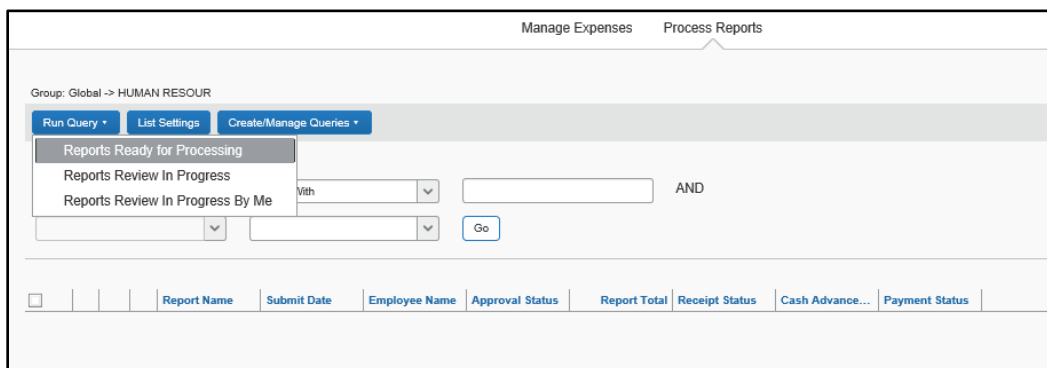 Manage Expenses Process Reports
Group: Global -> HUMAN RESOUR
Run Query List Settings Create/Manage Queries
Reports Ready for Processing
Reports Review In Progress
Reports Review In Progress By Me
With AND
Go
Report Name Submit Date Employee Name Approval Status Report Total Receipt Status Cash Advance... Payment Status